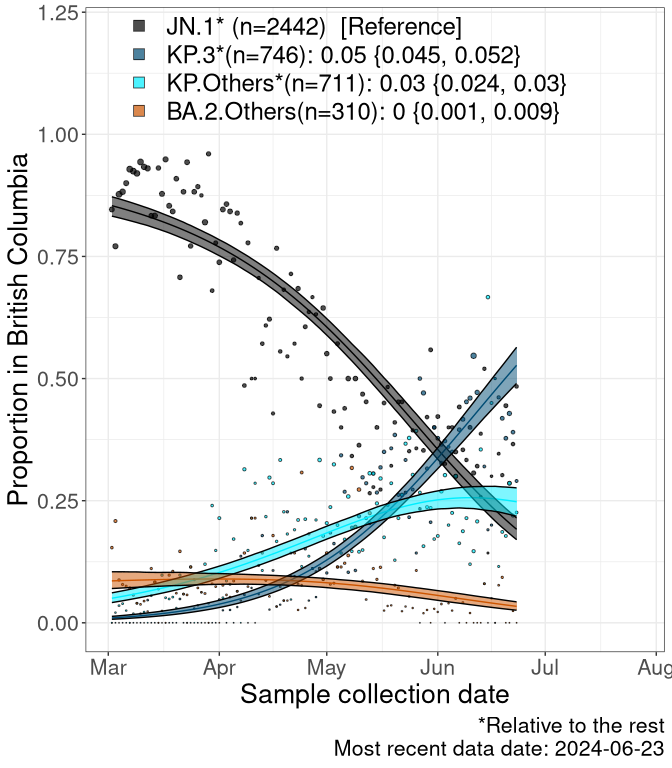 1.25
JN.1* (n=2442) [Reference]
KP.3*(n=746): 0.05 {0.045, 0.052}
KP.Others*(n=711): 0.03 {0.024, 0.03}
BA.2.Others(n=310): 0 {0.001, 0.009}
1.00
0.75
0.50
0.25
0.00
Proportion in British Columbia
Mar Apr May Jun Jul Aug
Sample collection date
*Relative to the rest
Most recent data date: 2024-06-23